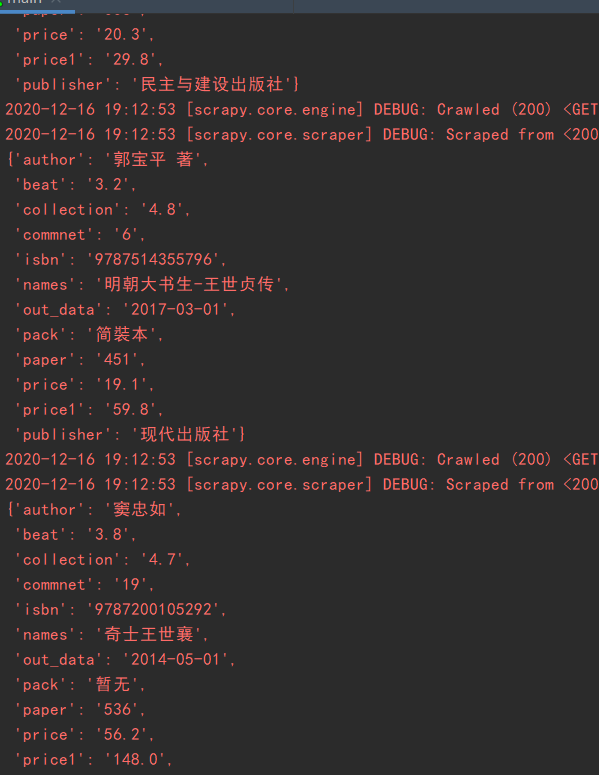 main
'price': '20.3',
'price1': '29.8',
'publisher': '民主与建设出版社'}
2020-12-16 19:12:53 [scrapy.core.engine] DEBUG: Crawled (200) <GET
2020-12-16 19:12:53 [scrapy.core.scraper] DEBUG: Scraped from <200
{'author': '郭宝平 著',
'beat': '3.2',
'collection': '4.8',
'commnet': '6',
'isbn': '9787514355796',
'names': '明朝大书生-王世贞传',
'out_data': '2017-03-01',
'pack': '简裝本',
'paper': '451',
'price': '19.1',
'price1': '59.8',
'publisher': '现代出版社'}
2020-12-16 19:12:53 [scrapy.core.engine] DEBUG: Crawled (200) <GET
2020-12-16 19:12:53 [scrapy.core.scraper] DEBUG: Scraped from <200
{'author': '窦忠如',
'beat': '3.8',
'collection': '4.7',
'commnet': '19',
'isbn': '9787200105292',
'names': '奇士王世襄',
'out_data': '2014-05-01',
'pack': '暂无',
'paper': '536',
'price': '56.2',
'price1': '148.0',